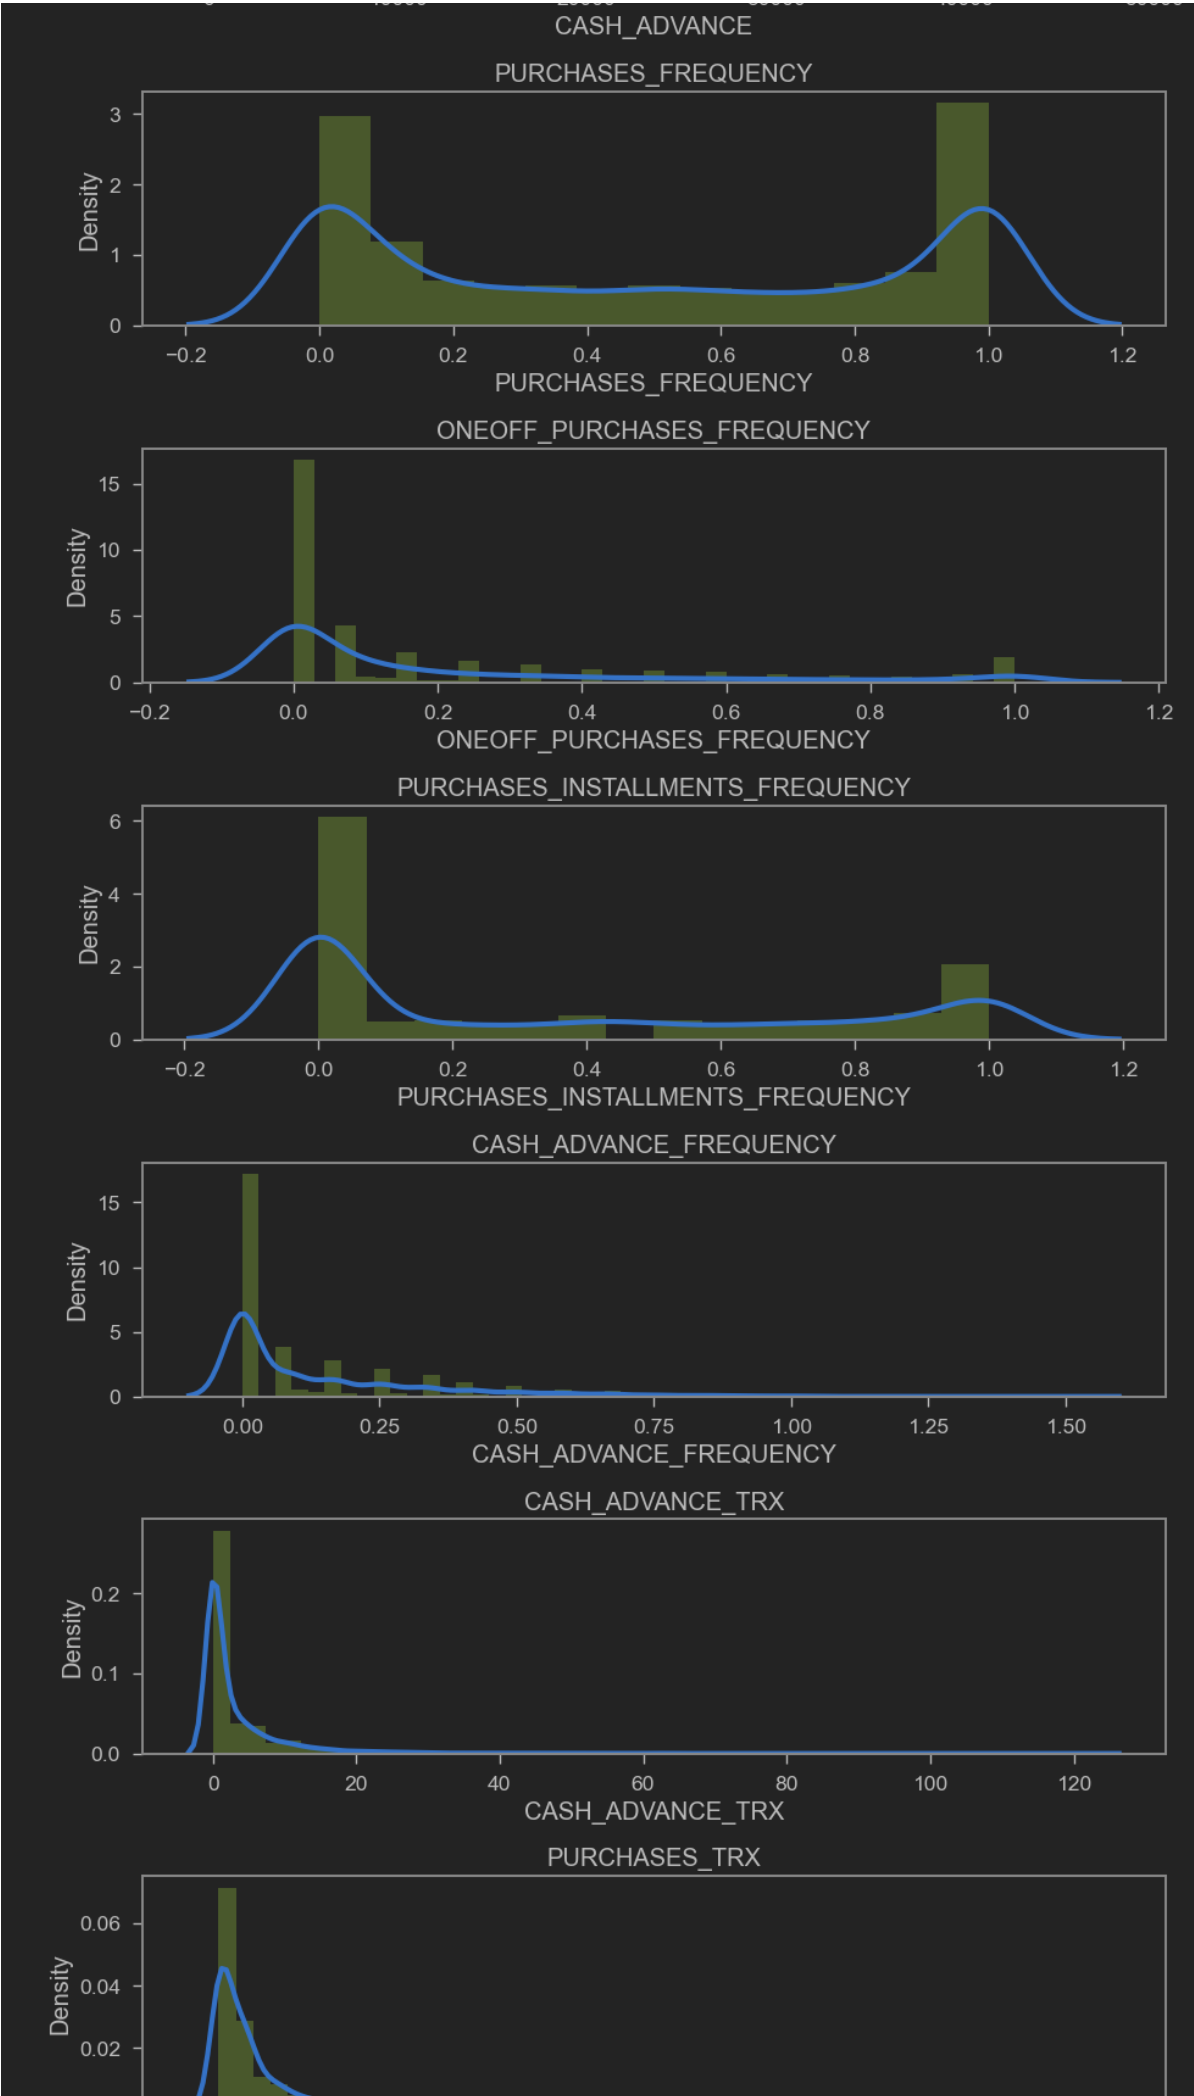 CASH_ADVANCE
PURCHASES_FREQUENCY
3
2
1
0
Density
−0.2 0.0 0.2 0.4 0.6 0.8 1.0 1.2
PURCHASES_FREQUENCY
ONEOFF_PURCHASES_FREQUENCY
15
10
5
0
Density
−0.2 0.0 0.2 0.4 0.6 0.8 1.0 1.2
ONEOFF_PURCHASES_FREQUENCY
PURCHASES_INSTALLMENTS_FREQUENCY
6
4
2
0
Density
−0.2 0.0 0.2 0.4 0.6 0.8 1.0 1.2
PURCHASES_INSTALLMENTS_FREQUENCY
CASH_ADVANCE_FREQUENCY
15
10
5
0
Density
0.00 0.25 0.50 0.75 1.00 1.25 1.50
CASH_ADVANCE_FREQUENCY
CASH_ADVANCE_TRX
0.2
0.1
0.0
Density
0 20 40 60 80 100 120
CASH_ADVANCE_TRX
PURCHASES_TRX
0.06
0.04
0.02
Density